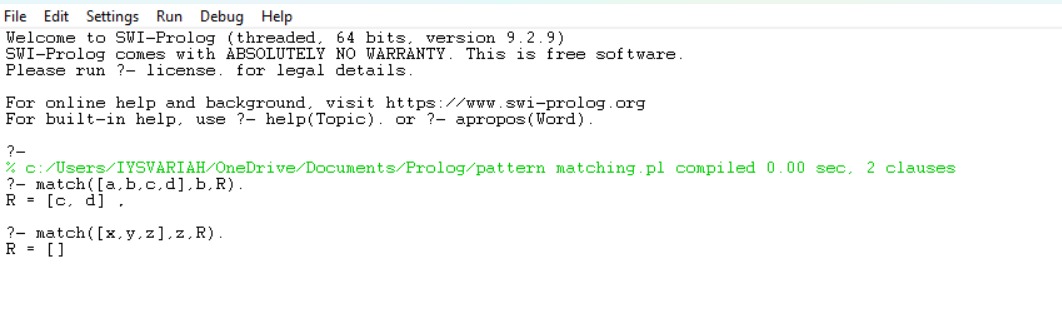 File Edit Settings Run Debug Help
Welcome to SWI-Prolog (threaded, 64 bits, version 9.2.9)
SWI-Prolog comes with ABSOLUTELY NO WARRANTY. This is free software.
Please run ?- license. for legal details.
For online help and background, visit https://www.swi-prolog.org
For built-in help, use ?- help(Topic). or ?- apropos(Word).
?-
% c:/Users/IYSVARIAH/OneDrive/Documents/Prolog/pattern matching.pl compiled 0.00 sec, 2 clauses
?- match([a,b,c,d],b,R).
R = [c, d] .
?- match([x,y,z],z,R).
R = []